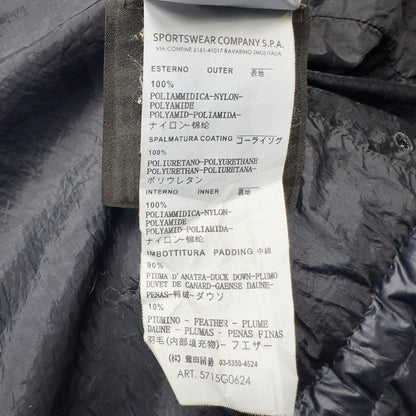 SPORTSWEAR COMPANY S.P.A.
VIA CONFINE 2161-41017 RAVARINO (MO) ITALIA
ESTERNO OUTER 表地
100%
POLIAMMIDICA-NYLON-
POLYAMIDE
POLYAMID-POLIAMIDA-
ナイロン-锦纶
SPALMATURA COATING コーライソグ
100%
POLIURETANO-POLYURETHANE
POLYURETHAN-POLIURETANA-
ポリウレタン
INTERNO INNER 裏地
100%
POLIAMMIDICA-NYLON-
POLYAMIDE
POLYAMID-POLIAMIDA-
ナイロン-锦纶
IMBOTTITURA PADDING 中綿
90%
PIUMA D'ANATRA-DUCK DOWN-PLUMO
DUVET DE CANARD-GAENSE DAUNE-
PENAS-鸭绒-ダウソ
10%
PIUMINO - FEATHER - PLUME
DAUNE - PLUMAS - PENAS FINAS
羽毛(内部填充物) - フエザー
(株) 豊田貿易 03-5350-4524
ART. 5715G0624